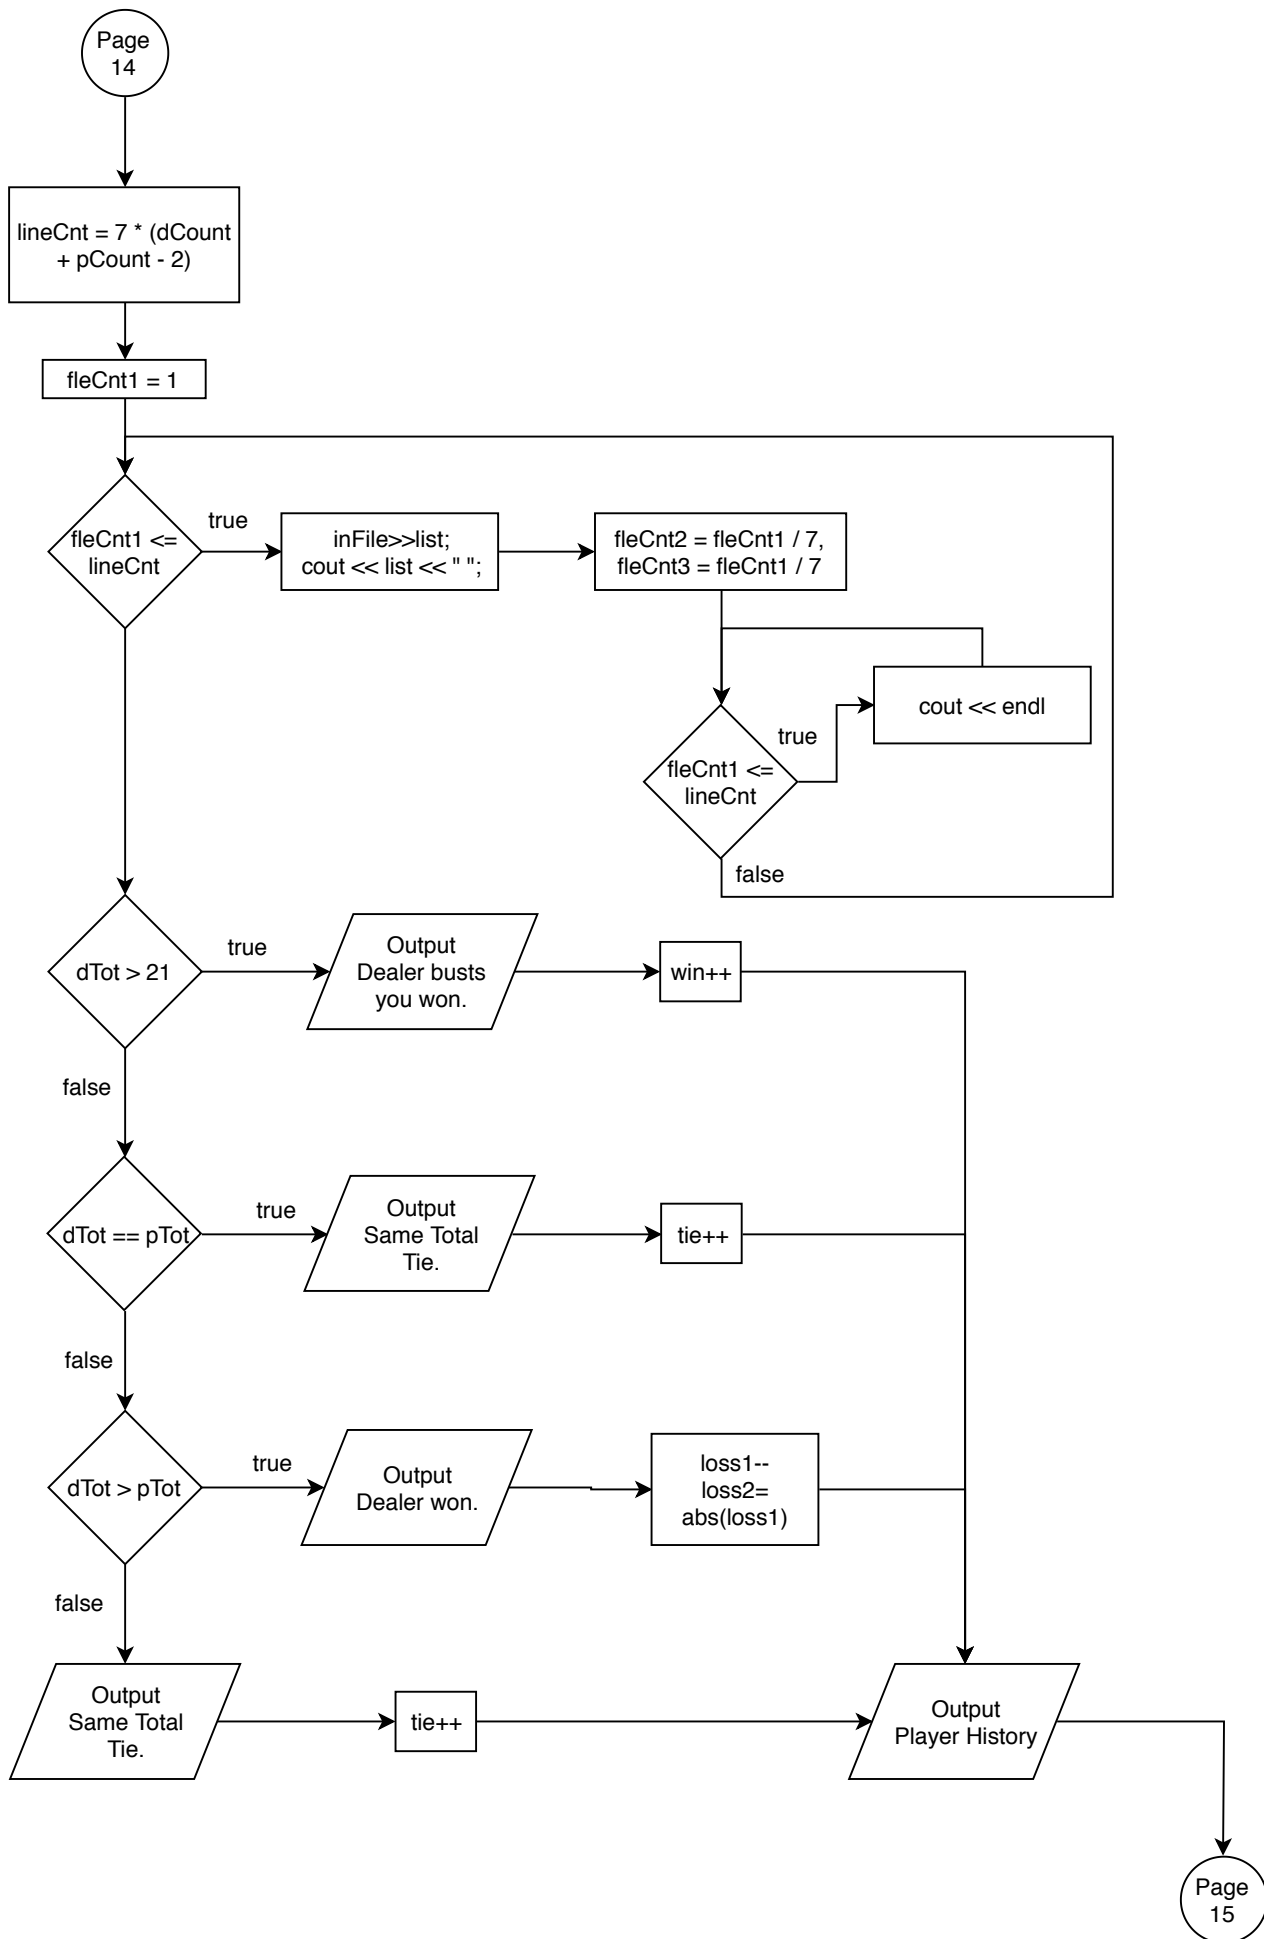 Page
14
lineCnt = 7 * (dCount
+ pCount - 2)
fleCnt1 = 1
fleCnt1 <=
lineCnt
true
inFile>>list;
cout << list << " ";
fleCnt2 = fleCnt1 / 7,
fleCnt3 = fleCnt1 / 7
fleCnt1 <=
lineCnt
true
cout << endl
false
dTot > 21
true
Output
Dealer busts
you won.
win++
false
dTot == pTot
true
Output
Same Total
Tie.
tie++
false
dTot > pTot
true
Output
Dealer won.
loss1--
loss2=
abs(loss1)
false
Output
Same Total
Tie.
tie++
Output
Player History
Page
15